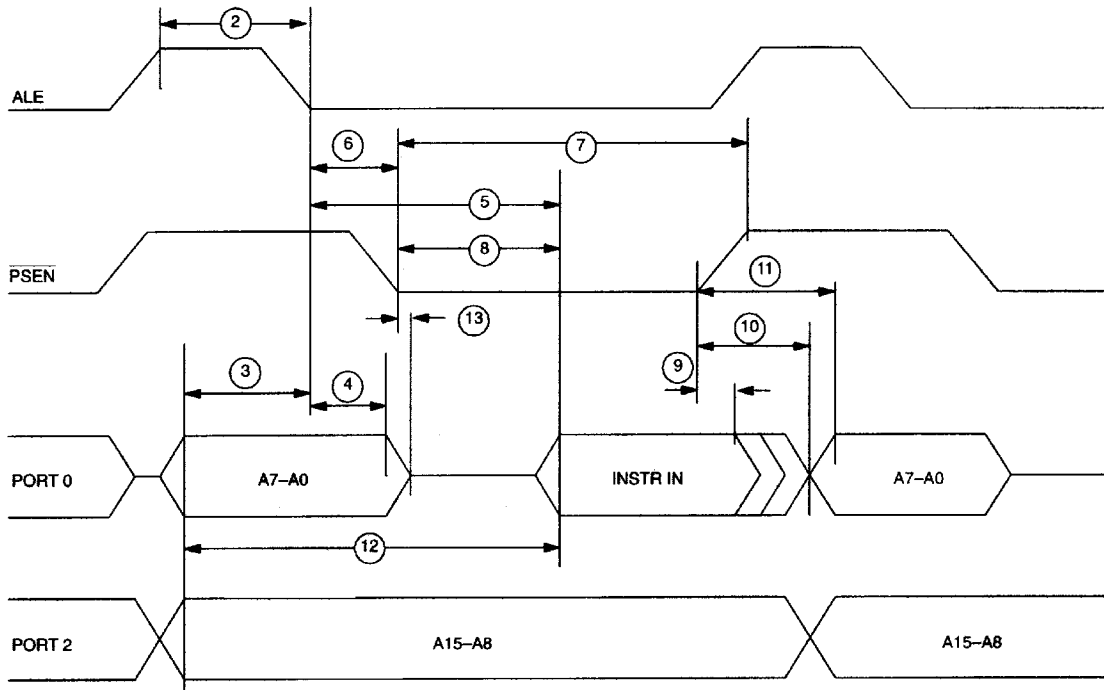 2
ALE
6
7
5
PSEN
8
11
13
10
3
4
9
PORT 0
A7–A0
INSTR IN
A7–A0
12
PORT 2
A15–A8
A15–A8